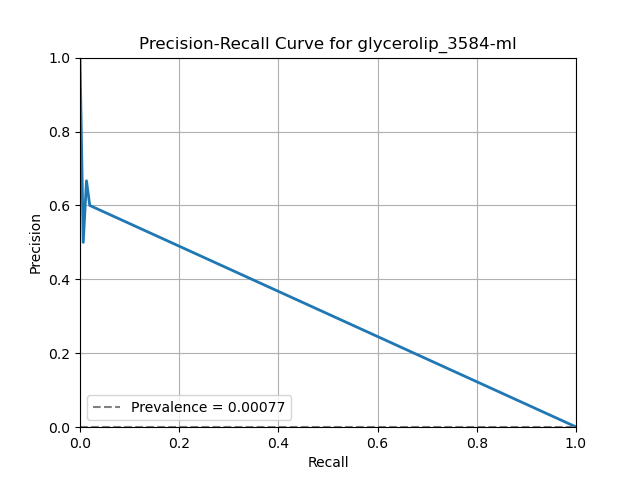 Precision-Recall Curve for glycerolip_3584-ml
1.0
0.8
0.6
0.4
0.2
0.0
Precision
Prevalence = 0.00077
0.0 0.2 0.4 0.6 0.8 1.0
Recall